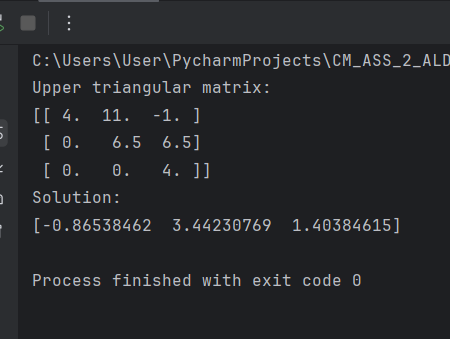 C:\Users\User\PycharmProjects\CM_ASS_2_ALD
Upper triangular matrix:
[[ 4.  11.  -1. ]
 [ 0.   6.5  6.5]
 [ 0.   0.   4. ]]
Solution:
[-0.86538462  3.44230769  1.40384615]
Process finished with exit code 0